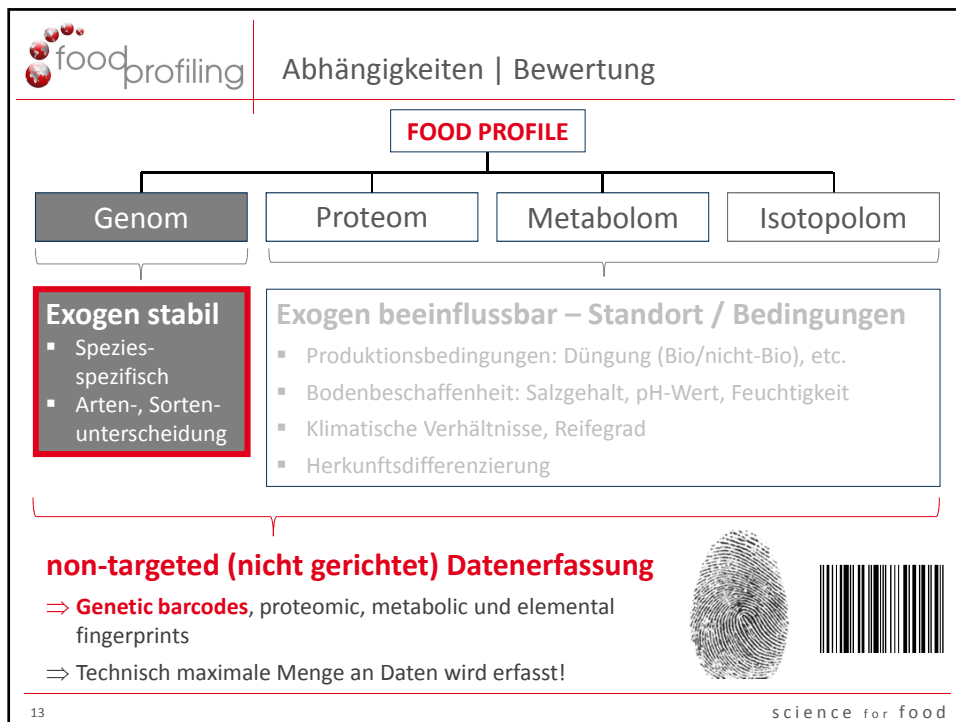 foodprofiling
Abhängigkeiten | Bewertung
FOOD PROFILE
Genom
Proteom
Metabolom
Isotopolom
Exogen stabil
▪ Spezies-
spezifisch
▪ Arten-, Sorten-
unterscheidung
Exogen beeinflussbar – Standort / Bedingungen
▪ Produktionsbedingungen: Düngung (Bio/nicht-Bio), etc.
▪ Bodenbeschaffenheit: Salzgehalt, pH-Wert, Feuchtigkeit
▪ Klimatische Verhältnisse, Reifegrad
▪ Herkunftsdifferenzierung
non-targeted (nicht gerichtet) Datenerfassung
⇒ Genetic barcodes, proteomic, metabolic und elemental
fingerprints
⇒ Technisch maximale Menge an Daten wird erfasst!
13
science for food